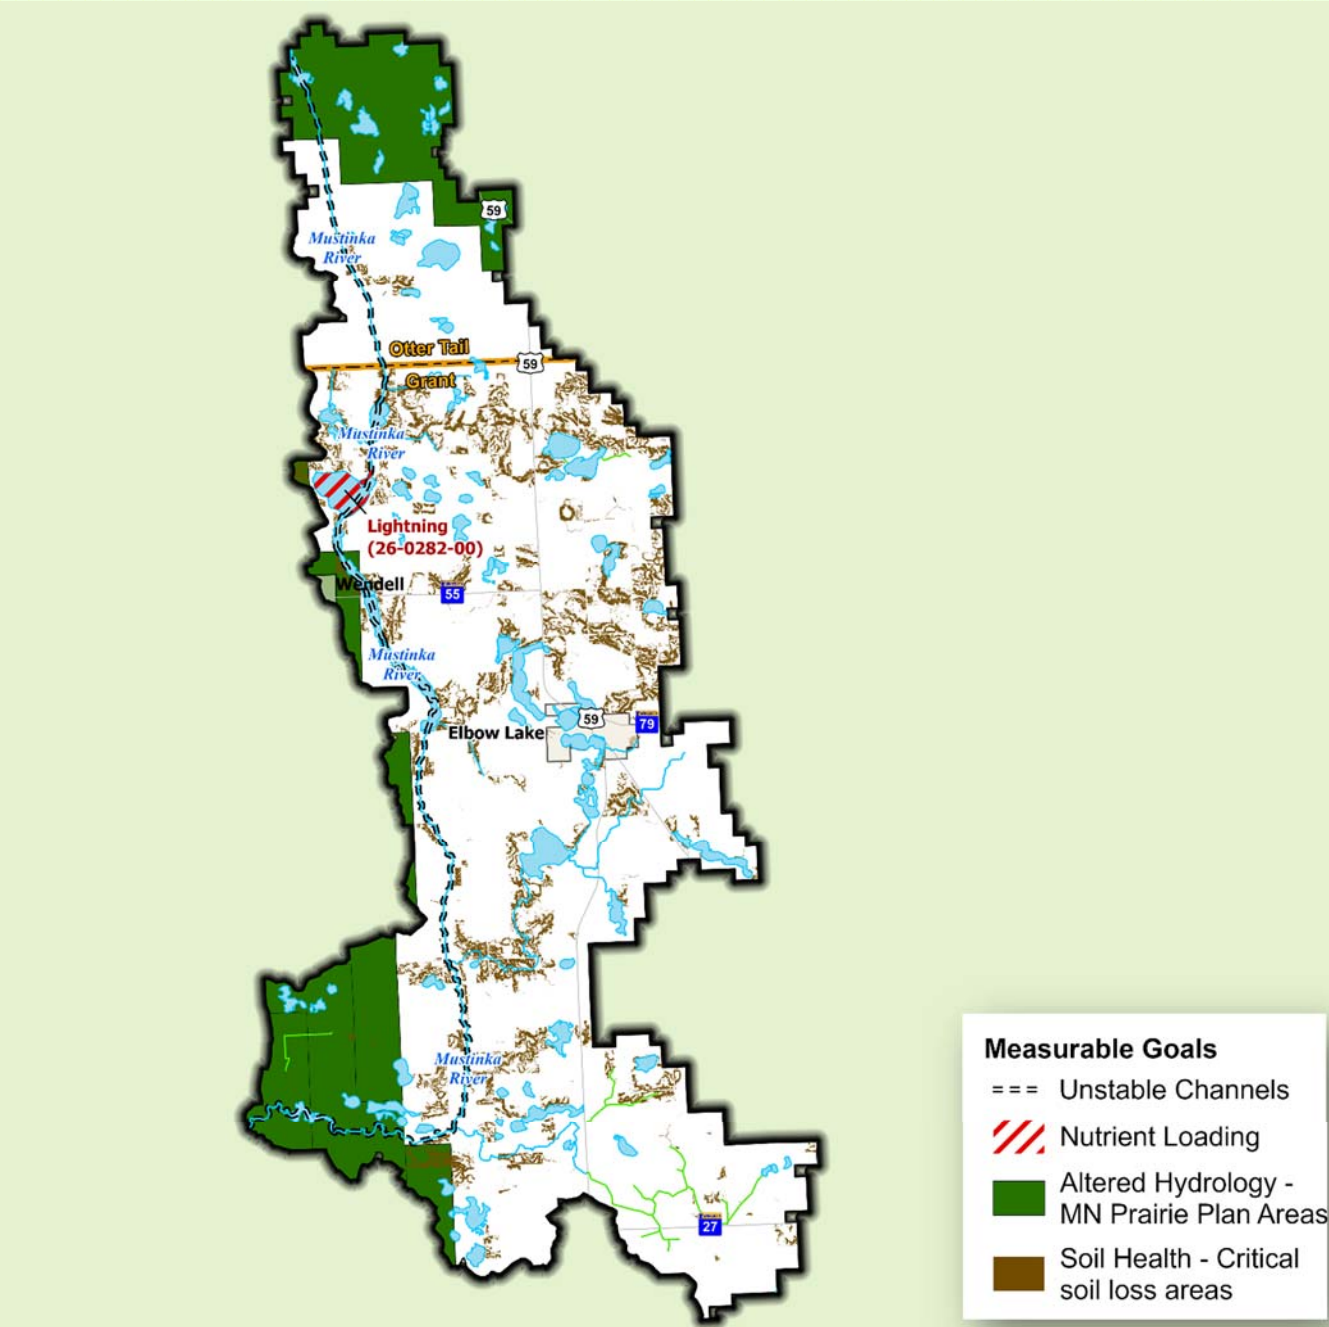 59
Mustinka
River
Otter Tail
59
Grant
Mustinka
River
Lightning
(26-0282-00)
Wendell
55
Mustinka
River
59
79
Elbow Lake
Mustinka
River
27
Measurable Goals
Unstable Channels
Nutrient Loading
Altered Hydrology -
MN Prairie Plan Areas
Soil Health - Critical
soil loss areas